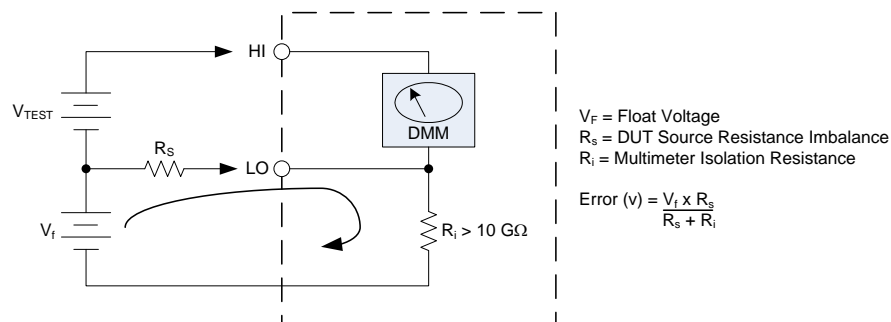 HI
V_TEST
DMM
R_S
LO
V_f
R_i > 10 GΩ
V_F = Float Voltage
R_s = DUT Source Resistance Imbalance
R_i = Multimeter Isolation Resistance
Error (v) = V_f x R_s
R_s + R_i